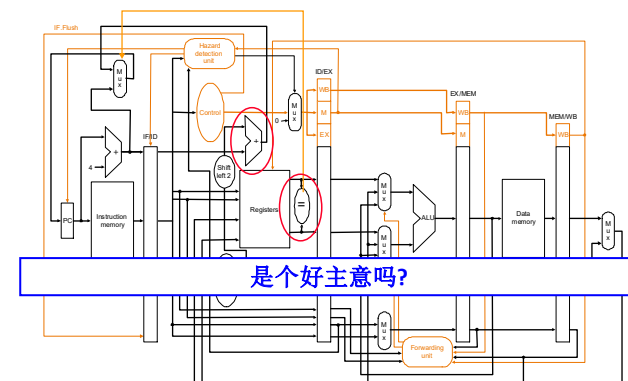 IF.Flush
Hazard
detection
unit
M
u
x
ID/EX
WB
EX/MEM
Control
M
u
x
M
WB
MEM/WB
0
IF/ID
EX
M
WB
+
+
4
Shift
left 2
M
u
x
PC
Instruction
memory
Registers
=
ALU
Data
memory
M
u
x
M
u
x
是个好主意吗?
M
u
x
Forwarding
unit